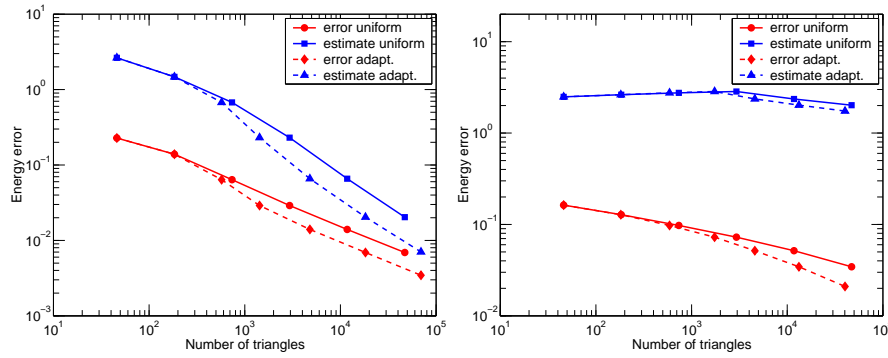 error uniform
estimate uniform
error adapt.
estimate adapt.
Energy error
10^1
10^0
10^-1
10^-2
10^-3
10^1
10^2
10^3
10^4
10^5
Number of triangles
error uniform
estimate uniform
error adapt.
estimate adapt.
Energy error
10^2
10^1
10^0
10^-1
10^-2
10^1
10^2
10^3
10^4
10
Number of triangles